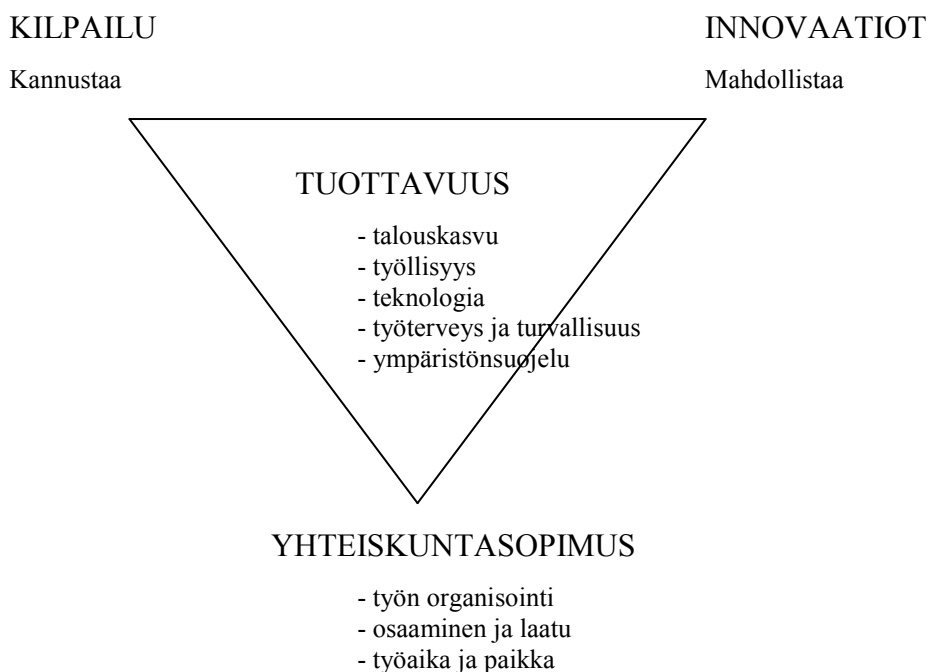 KILPAILU
Kannustaa
INNOVAATIOT
Mahdollistaa
TUOTTAVUUS
- talouskasvu
- työllisyys
- teknologia
- työterveys ja turvallisuus
- ympäristönsuojelu
YHTEISKUNTASOPIMUS
- työn organisointi
- osaaminen ja laatu
- työaika ja paikka